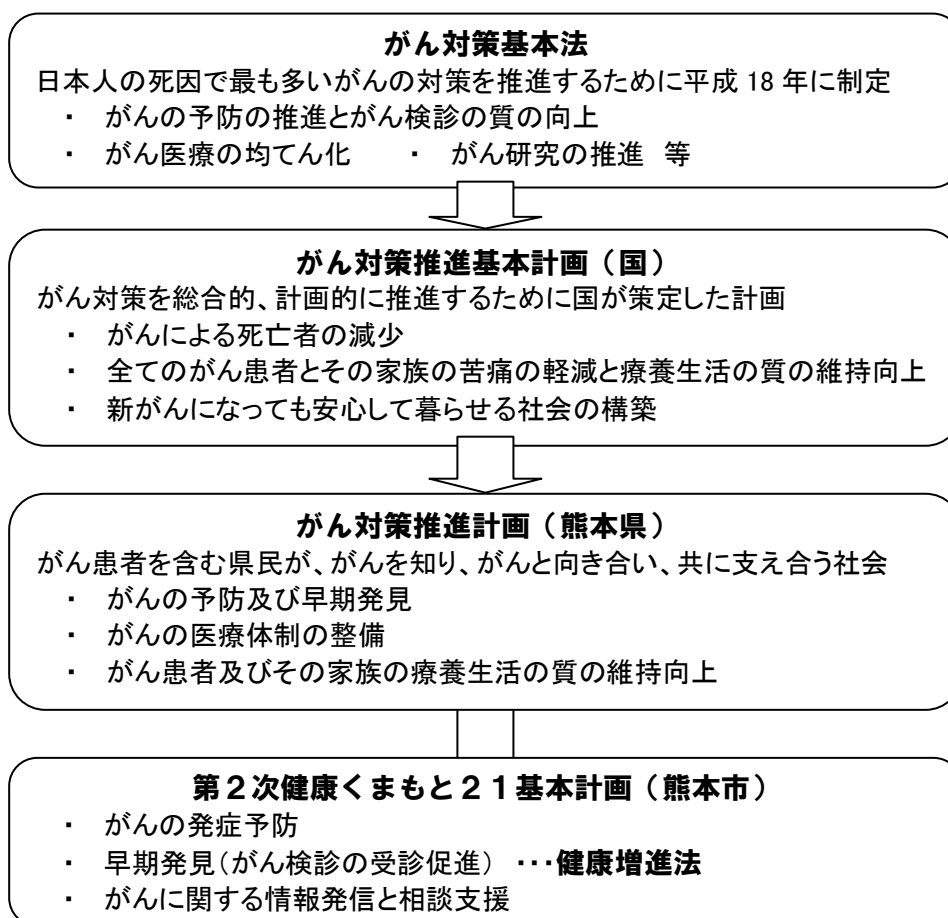 がん対策基本法
日本人の死因で最も多いがんの対策を推進するために平成 18 年に制定
・ がんの予防の推進とがん検診の質の向上
・ がん医療の均てん化 ・ がん研究の推進 等
がん対策推進基本計画（国）
がん対策を総合的、計画的に推進するために国が策定した計画
・ がんによる死亡者の減少
・ 全てのがん患者とその家族の苦痛の軽減と療養生活の質の維持向上
・ 新がんになっても安心して暮らせる社会の構築
がん対策推進計画（熊本県）
がん患者を含む県民が、がんを知り、がんと向き合い、共に支え合う社会
・ がんの予防及び早期発見
・ がんの医療体制の整備
・ がん患者及びその家族の療養生活の質の維持向上
第２次健康くまもと２１基本計画（熊本市）
・ がんの発症予防
・ 早期発見（がん検診の受診促進） ･･･健康増進法
・ がんに関する情報発信と相談支援